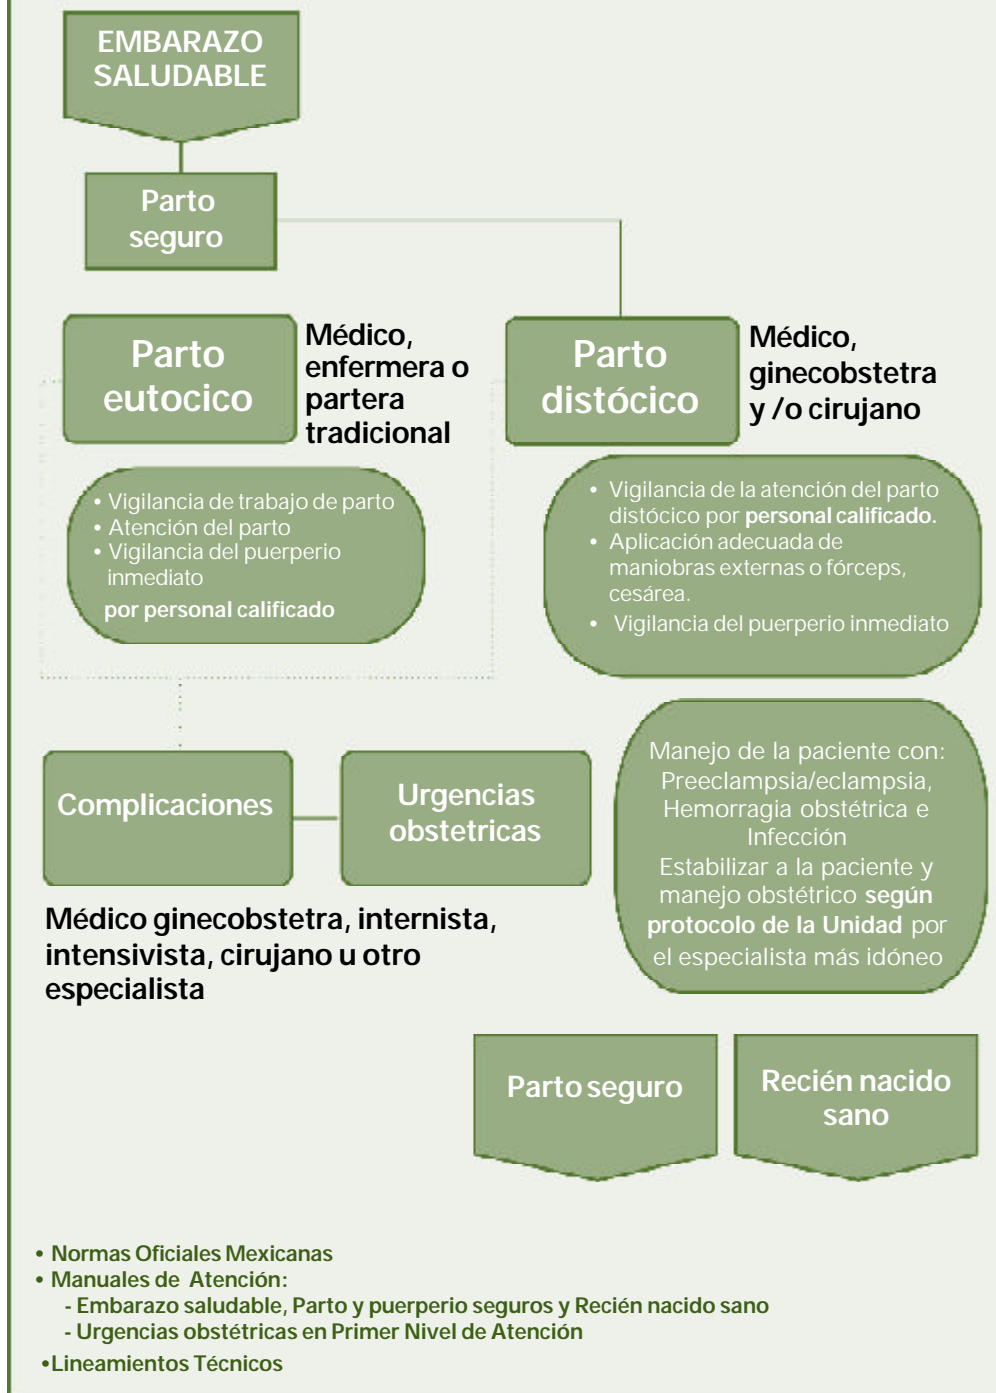 EMBARAZO
SALUDABLE
Parto
seguro
Parto
eutocico
Médico,
enfermera o
partera
tradicional
Parto
distócico
Médico,
ginecobstetra
y /o cirujano
• Vigilancia de trabajo de parto
• Atención del parto
• Vigilancia del puerperio
inmediato
por personal calificado
• Vigilancia de la atención del parto
distócico por personal calificado.
• Aplicación adecuada de
maniobras externas o fórceps,
cesárea.
• Vigilancia del puerperio inmediato
Complicaciones
Urgencias
obstetricas
Médico ginecobstetra, internista,
intensivista, cirujano u otro
especialista
Manejo de la paciente con:
Preeclampsia/eclampsia,
Hemorragia obstétrica e
Infección
Estabilizar a la paciente y
manejo obstétrico según
protocolo de la Unidad por
el especialista más idóneo
Parto seguro
Recién nacido
sano
• Normas Oficiales Mexicanas
• Manuales de Atención:
- Embarazo saludable, Parto y puerperio seguros y Recién nacido sano
- Urgencias obstétricas en Primer Nivel de Atención
•Lineamientos Técnicos